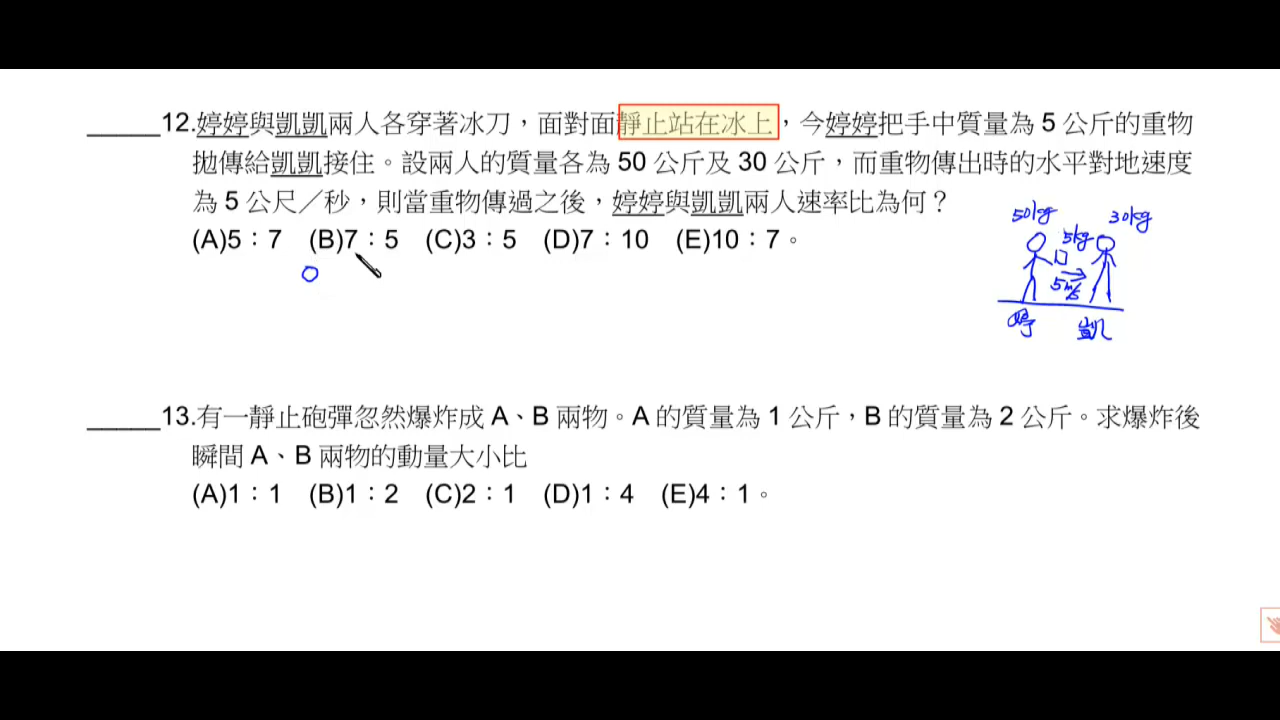 _____12.婷婷與凱凱兩人各穿著冰刀，面對面靜止站在冰上，今婷婷把手中質量為 5 公斤的重物
拋傳給凱凱接住。設兩人的質量各為 50 公斤及 30 公斤，而重物傳出時的水平對地速度
為 5 公尺／秒，則當重物傳過之後，婷婷與凱凱兩人速率比為何？
(A)5：7 (B)7：5 (C)3：5 (D)7：10 (E)10：7。
0
50kg
30kg
5kg
5m/s
婷
凱
_____13.有一靜止砲彈忽然爆炸成 A、B 兩物。A 的質量為 1 公斤，B 的質量為 2 公斤。求爆炸後
瞬間 A、B 兩物的動量大小比
(A)1：1 (B)1：2 (C)2：1 (D)1：4 (E)4：1。